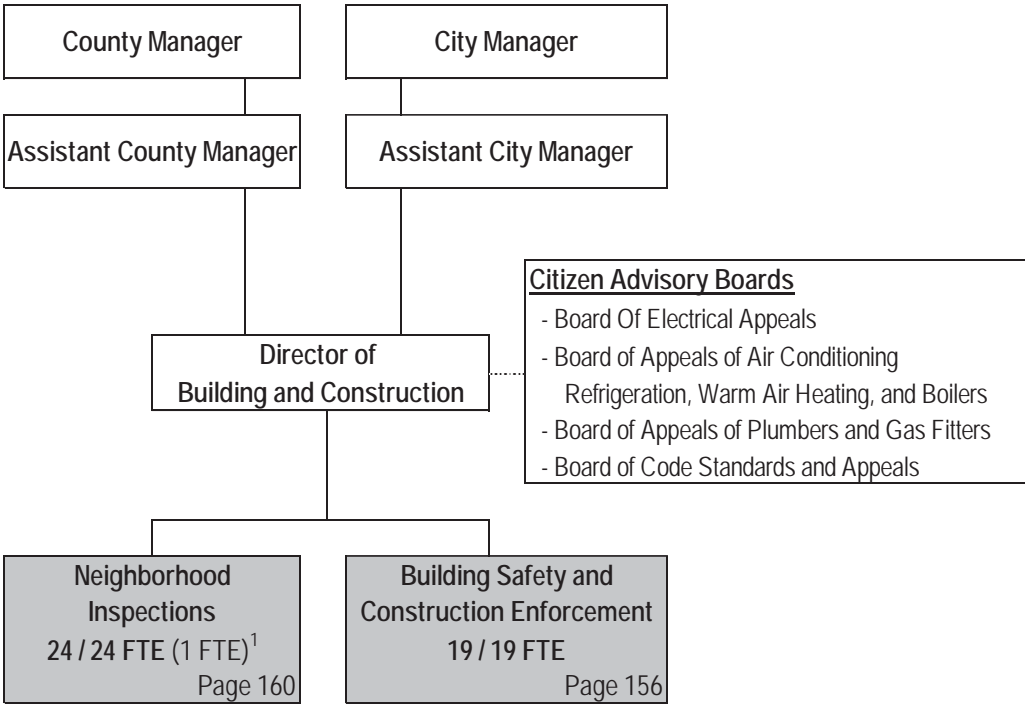 County Manager
City Manager
Assistant County Manager
Assistant City Manager
Citizen Advisory Boards
- Board Of Electrical Appeals
- Board of Appeals of Air Conditioning
Refrigeration, Warm Air Heating, and Boilers
- Board of Appeals of Plumbers and Gas Fitters
- Board of Code Standards and Appeals
Director of
Building and Construction
Neighborhood
Inspections
24 / 24 FTE (1 FTE)¹
Page 160
Building Safety and
Construction Enforcement
19 / 19 FTE
Page 156